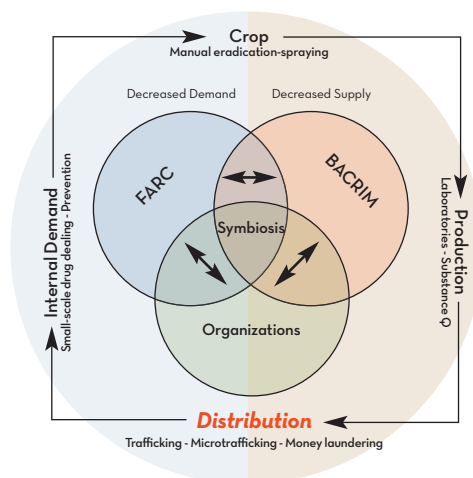 Crop
Manual eradication-spraying
Decreased Demand
Decreased Supply
FARC
BACRIM
Symbiosis
Organizations
Internal Demand
Small-scale drug dealing - Prevention
Production
Laboratories - Substance Q
Distribution
Trafficking - Microtrafficking - Money laundering